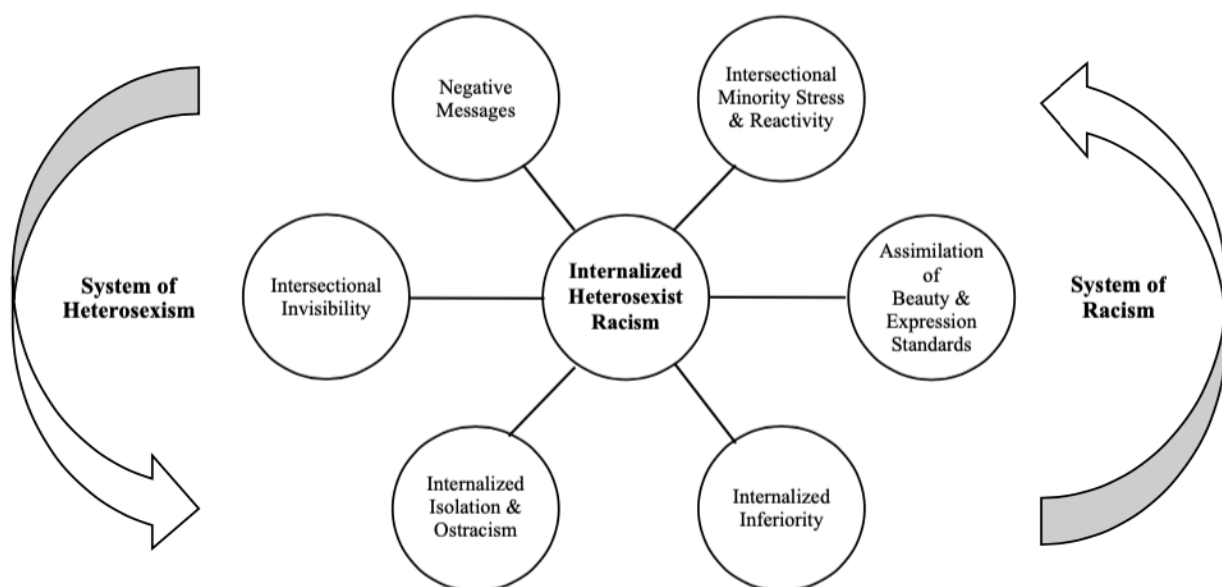 Negative
Messages
Intersectional
Minority Stress
& Reactivity
System of
Heterosexism
Intersectional
Invisibility
Internalized
Heterosexist
Racism
Assimilation
of
Beauty &
Expression
Standards
System of
Racism
Internalized
Isolation &
Ostracism
Internalized
Inferiority